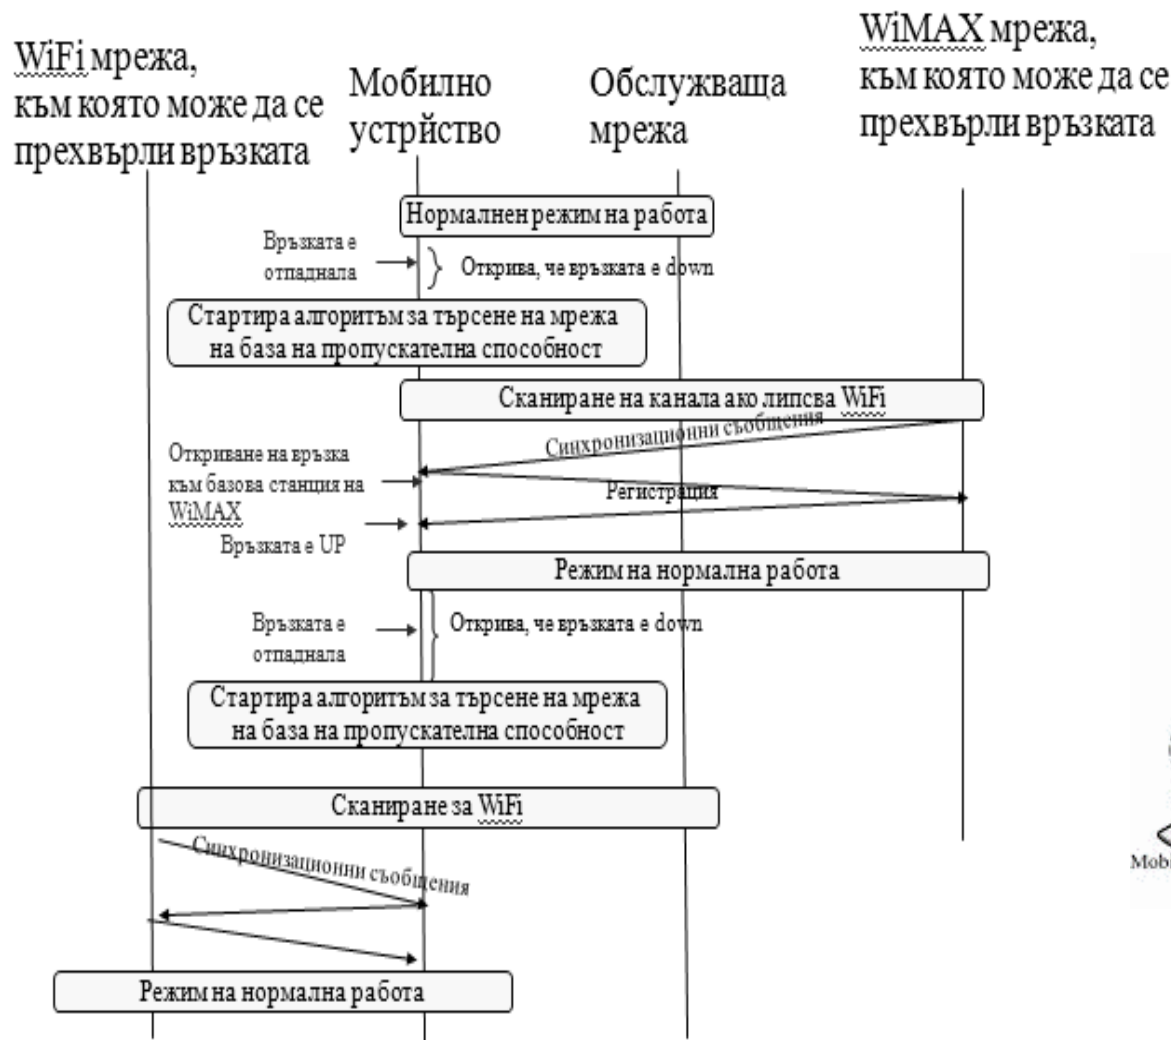 WiFi мрежа,
към която може да се
прехвърли връзката
Мобилно
устрйство
Обслужваща
мрежа
WiMAX мрежа,
към която може да се
прехвърли връзката
Нормалнен режим на работа
Връзката е
отпаднала
Открива, че връзката е down
Стартира алгоритъм за търсене на мрежа
на база на пропускателна способност
Сканиране на канала ако липсва WiFi
Синхронизационни съобщения
Откриване на връзка
към базова станция на
WiMAX
Регистрация
Връзката е UP
Режим на нормална работа
Връзката е
отпаднала
Открива, че връзката е down
Стартира алгоритъм за търсене на мрежа
на база на пропускателна способност
Сканиране за WiFi
Синхронизационни съобщения
Mobi
Режим на нормална работа